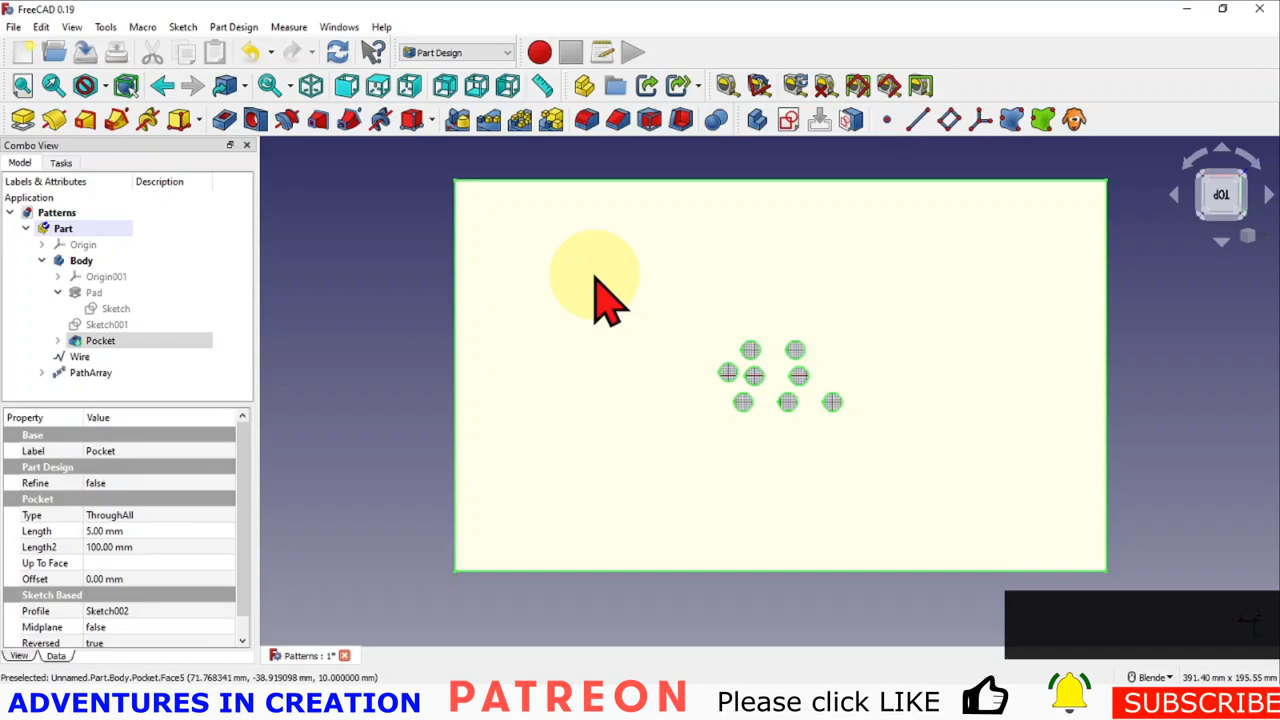 FreeCAD 0.19
File Edit View Tools Macro Sketch Part Design Measure Windows Help
Part Design
Combo View
Model Tasks
Labels & Attributes Description
Application
Patterns
Part
Origin
Body
Origin001
Pad
Sketch
Sketch001
Pocket
Wire
PathArray
TOP
Property Value
Base
Label Pocket
Part Design
Refine false
Pocket
Type ThroughAll
Length 5.00 mm
Length2 100.00 mm
Up To Face
Offset 0.00 mm
Sketch Based
Profile Sketch002
Midplane false
Reversed true
View Data
Patterns : 1*
Preselected: Unnamed.Part.Body.Pocket.Face5 (71.768341 mm, -38.919098 mm, 10.000000 mm)
Blende 391.40 mm x 195.55 mm
ADVENTURES IN CREATION PATREON Please click LIKE SUBSCRIBE